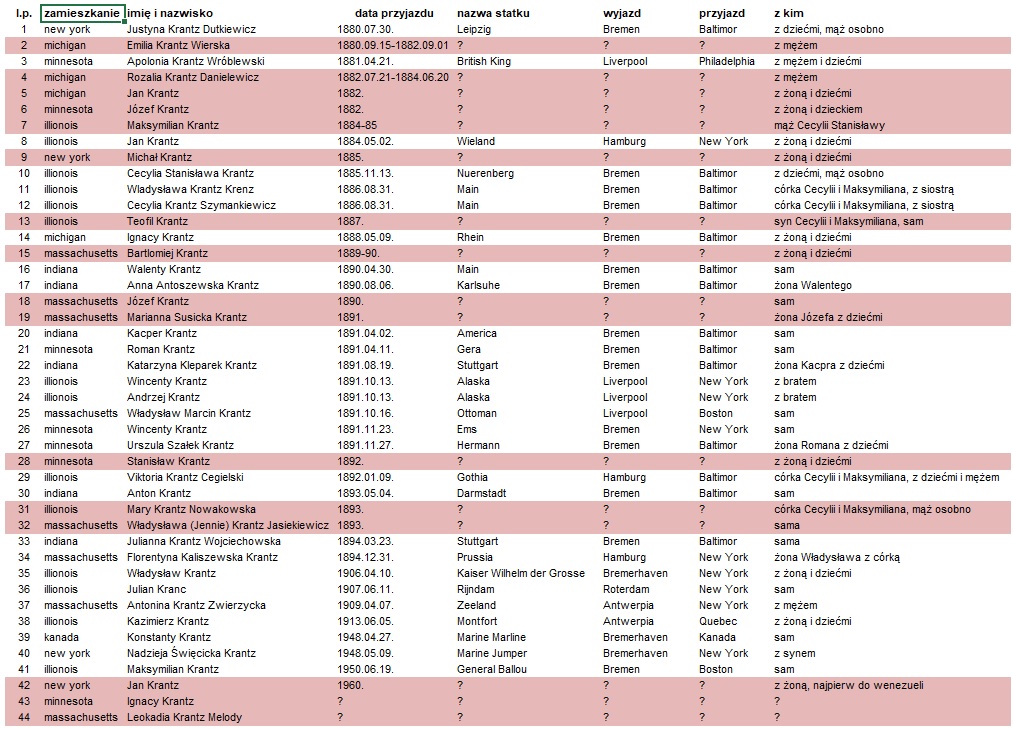 l.p. zamieszkanie imię i nazwisko data przyjazdu nazwa statku wyjazd przyjazd z kim
1 new york Justyna Krantz Dutkiewicz 1880.07.30. Leipzig Bremen Baltimor z dziećmi, mąż osobno
2 michigan Emilia Krantz Wierska 1880.09.15-1882.09.01 ? ? ? z mężem
3 minnesota Apolonia Krantz Wróblewski 1881.04.21. British King Liverpool Philadelphia z mężem i dziećmi
4 michigan Rozalia Krantz Danielewicz 1882.07.21-1884.06.20 ? ? ? z mężem
5 michigan Jan Krantz 1882. ? ? ? z żoną i dziećmi
6 minnesota Józef Krantz 1882. ? ? ? z żoną i dzieckiem
7 illionois Maksymilian Krantz 1884-85 ? ? ? mąż Cecylii Stanisławy
8 illionois Jan Krantz 1884.05.02. Wieland Hamburg New York z żoną i dziećmi
9 new york Michał Krantz 1885. ? ? ? z żoną i dziećmi
10 illionois Cecylia Stanisława Krantz 1885.11.13. Nuerenberg Bremen Baltimor z dziećmi, mąż osobno
11 illionois Wladysława Krantz Krenz 1886.08.31. Main Bremen Baltimor córka Cecylii i Maksymiliana, z siostrą
12 illionois Cecylia Krantz Szymankiewicz 1886.08.31. Main Bremen Baltimor córka Cecylii i Maksymiliana, z siostrą
13 illionois Teofil Krantz 1887. ? ? ? syn Cecylii i Maksymiliana, sam
14 michigan Ignacy Krantz 1888.05.09. Rhein Bremen Baltimor z żoną i dziećmi
15 massachusetts Bartlomiej Krantz 1889-90. ? ? ? z żoną i dziećmi
16 indiana Walenty Krantz 1890.04.30. Main Bremen Baltimor sam
17 indiana Anna Antoszewska Krantz 1890.08.06. Karlsuhe Bremen Baltimor żona Walentego
18 massachusetts Józef Krantz 1890. ? ? ? sam
19 massachusetts Marianna Susicka Krantz 1891. ? ? ? żona Józefa z dziećmi
20 indiana Kacper Krantz 1891.04.02. America Bremen Baltimor sam
21 minnesota Roman Krantz 1891.04.11. Gera Bremen Baltimor sam
22 indiana Katarzyna Kleparek Krantz 1891.08.19. Stuttgart Bremen Baltimor żona Kacpra z dziećmi
23 illionois Wincenty Krantz 1891.10.13. Alaska Liverpool New York z bratem
24 illionois Andrzej Krantz 1891.10.13. Alaska Liverpool New York z bratem
25 massachusetts Władysław Marcin Krantz 1891.10.16. Ottoman Liverpool Boston sam
26 minnesota Wincenty Krantz 1891.11.23. Ems Bremen New York sam
27 minnesota Urszula Szałek Krantz 1891.11.27. Hermann Bremen Baltimor żona Romana z dziećmi
28 minnesota Stanisław Krantz 1892. ? ? ? z żoną i dziećmi
29 illionois Viktoria Krantz Cegielski 1892.01.09. Gothia Hamburg Baltimor córka Cecylii i Maksymiliana, z dziećmi i mężem
30 indiana Anton Krantz 1893.05.04. Darmstadt Bremen Baltimor sam
31 illionois Mary Krantz Nowakowska 1893. ? ? ? córka Cecylii i Maksymiliana, mąż osobno
32 massachusetts Władysława (Jennie) Krantz Jasiekiewicz 1893. ? ? ? sama
33 indiana Julianna Krantz Wojciechowska 1894.03.23. Stuttgart Bremen Baltimor sama
34 massachusetts Florentyna Kaliszewska Krantz 1894.12.31. Prussia Hamburg New York żona Władysława z córką
35 illionois Władysław Krantz 1906.04.10. Kaiser Wilhelm der Grosse Bremerhaven New York z żoną i dziećmi
36 illionois Julian Kranc 1907.06.11. Rijndam Roterdam New York sam
37 massachusetts Antonina Krantz Zwierzycka 1909.04.07. Zeeland Antwerpia New York z mężem
38 illionois Kazimierz Krantz 1913.06.05. Montfort Antwerpia Quebec z żoną i dziećmi
39 kanada Konstanty Krantz 1948.04.27. Marine Marline Bremerhaven Kanada sam
40 new york Nadzieja Święcicka Krantz 1948.05.09. Marine Jumper Bremerhaven New York z synem
41 illionois Maksymilian Krantz 1950.06.19. General Ballou Bremen Boston sam
42 new york Jan Krantz 1960. ? ? ? z żoną, najpierw do wenezueli
43 minnesota Ignacy Krantz ? ? ? ? ?
44 massachusetts Leokadia Krantz Melody ? ? ? ? ?